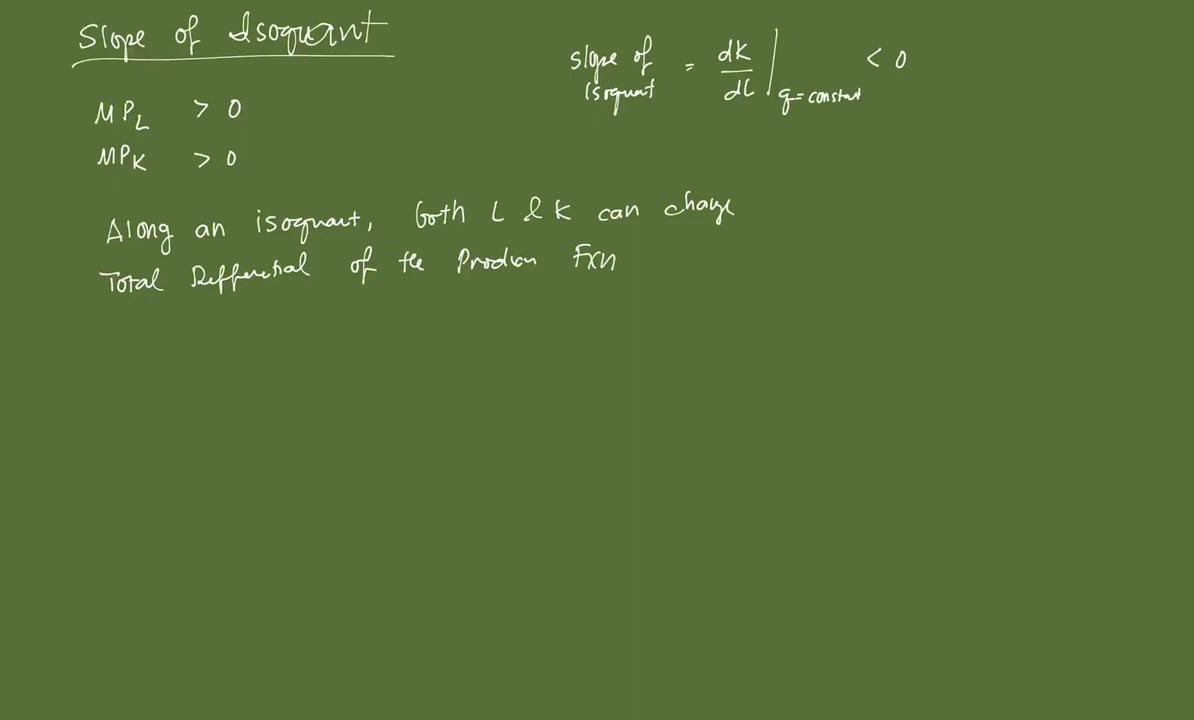 Slope of Isoquant
slope of isoquant = dK/dL | q = constant < 0
MPL > 0
MPK > 0
Along an isoquant, both L & K can change
Total Differential of the Fxn